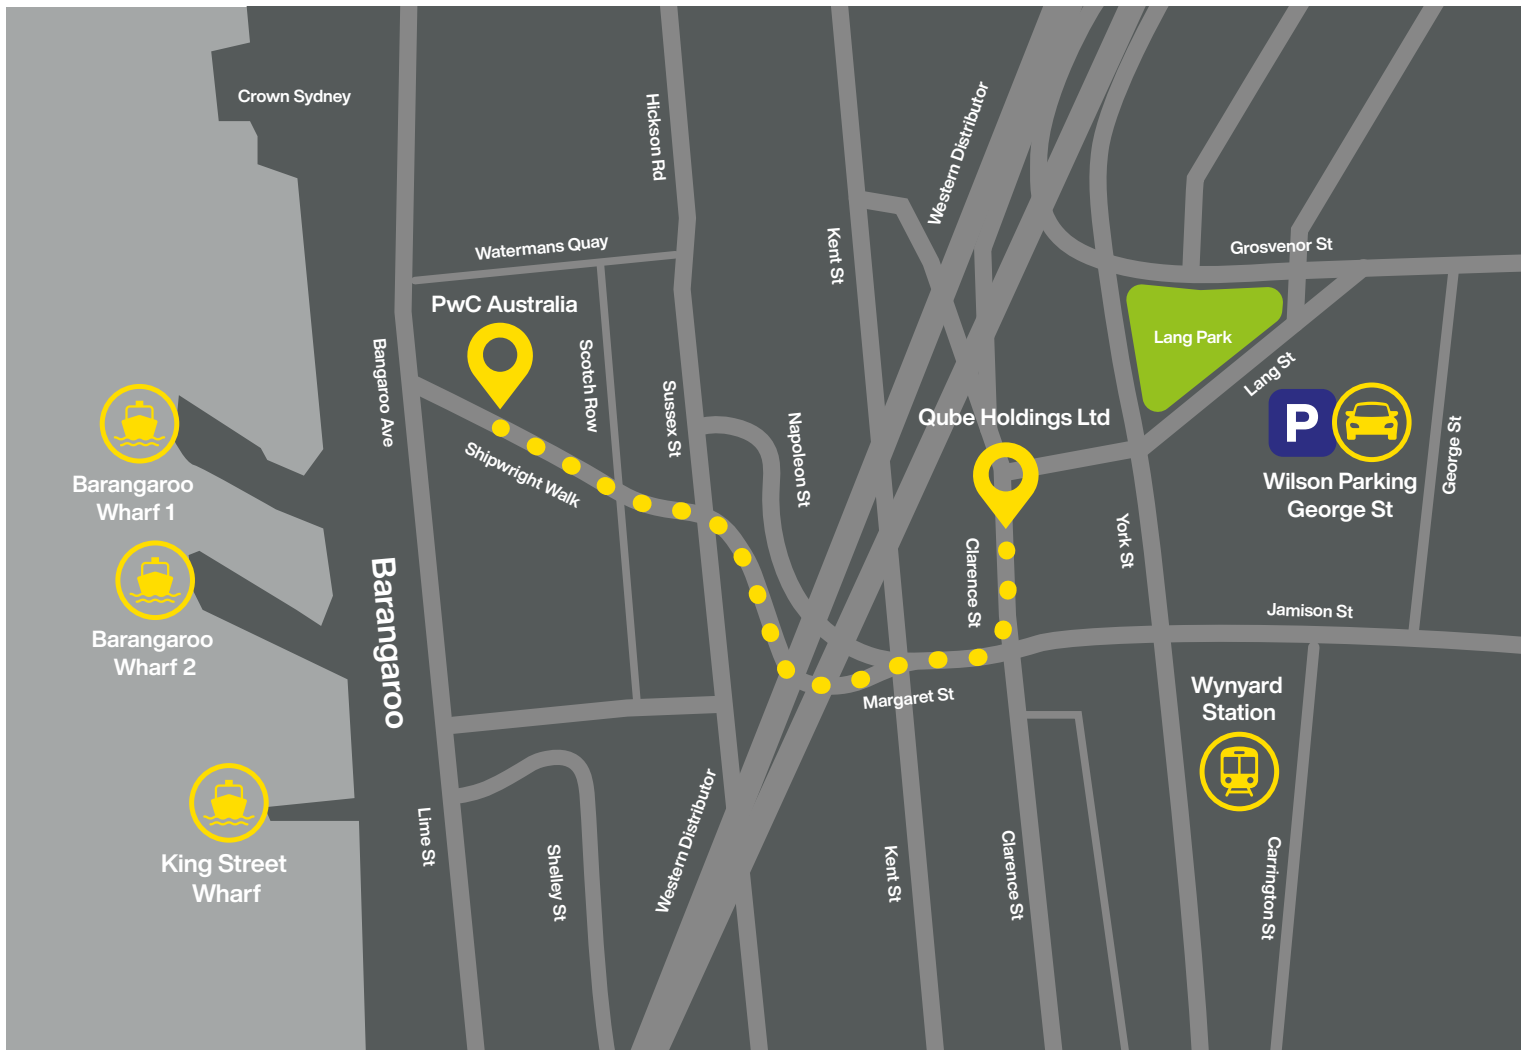 Crown Sydney
Hickson Rd
Western Distributor
Watermans Quay
Kent St
Grosvenor St
PwC Australia
Lang Park
Bangaroo Ave
Scotch Row
Sussex St
Lang St
Napoleon St
Qube Holdings Ltd
P
George St
Shipwright Walk
Barangaroo
Wharf 1
Wilson Parking
George St
York St
Clarence St
Barangaroo
Jamison St
Barangaroo
Wharf 2
Margaret St
Wynyard
Station
Lime St
Western Distributor
Shelley St
Kent St
Clarence St
Carrington St
King Street
Wharf